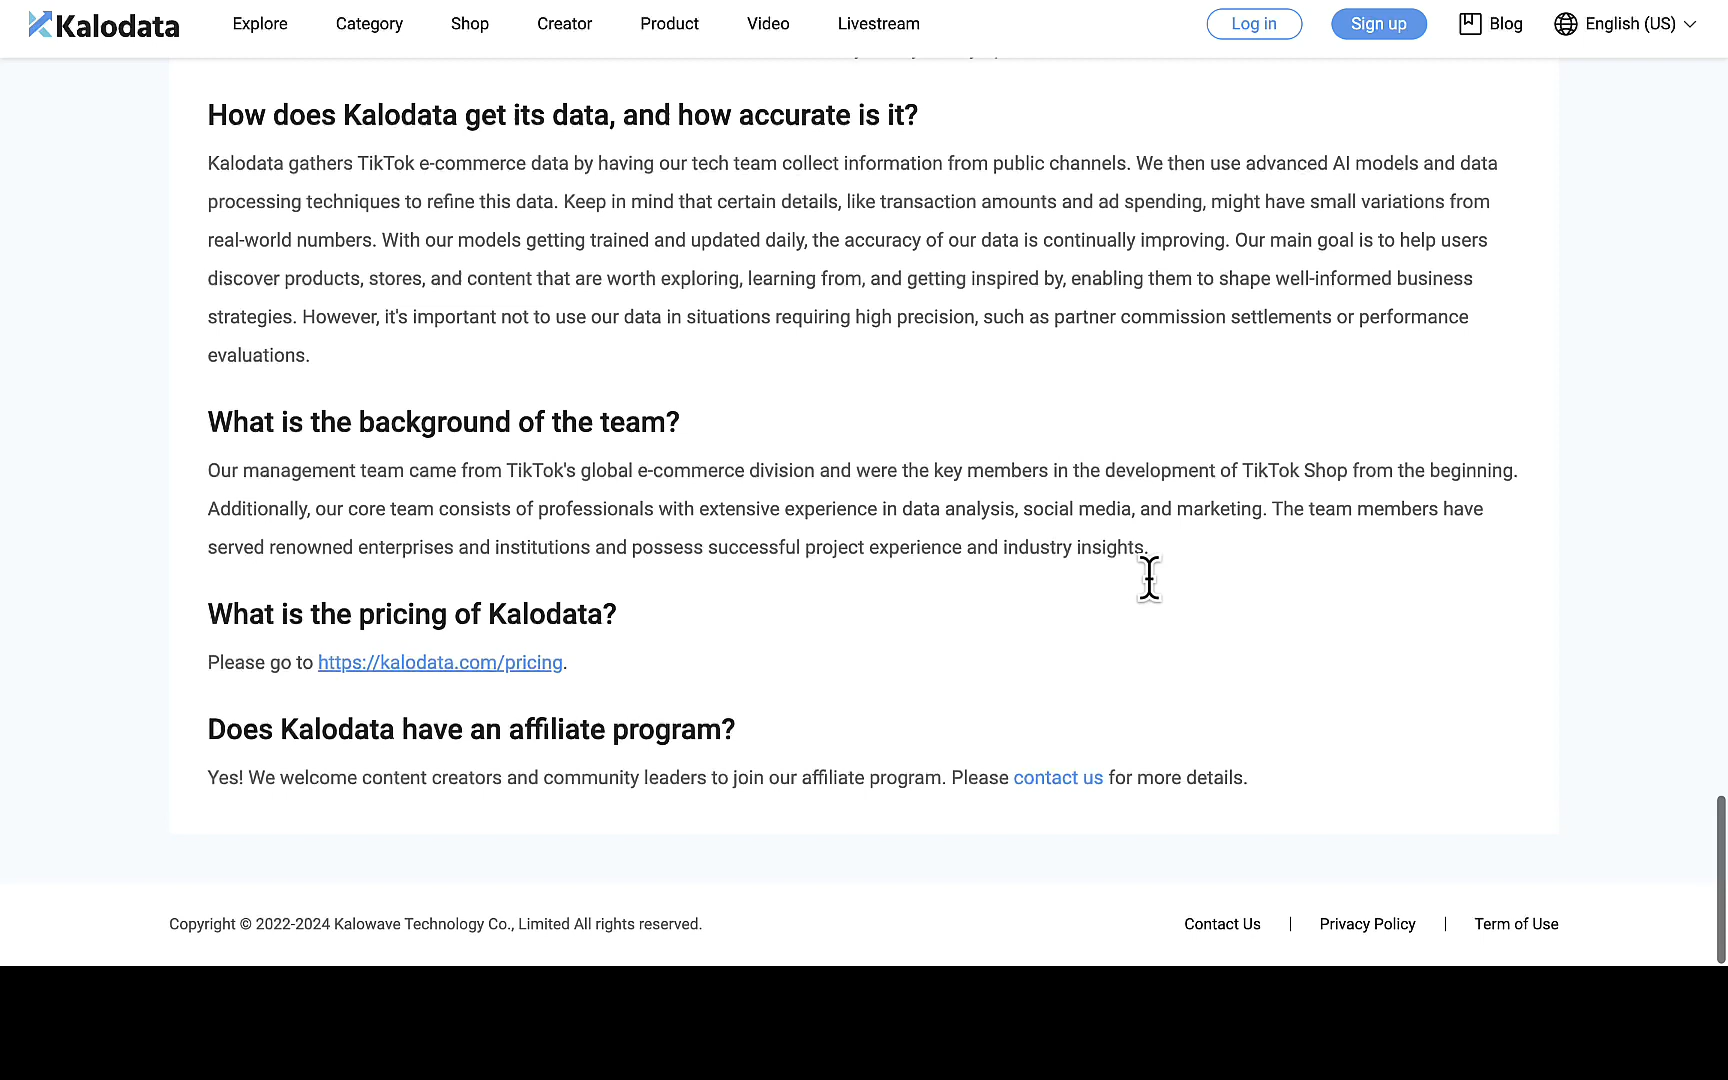 Kalodata Explore Category Shop Creator Product Video Livestream Log in Sign up Blog English (US)
How does Kalodata get its data, and how accurate is it?
Kalodata gathers TikTok e-commerce data by having our tech team collect information from public channels. We then use advanced AI models and data
processing techniques to refine this data. Keep in mind that certain details, like transaction amounts and ad spending, might have small variations from
real-world numbers. With our models getting trained and updated daily, the accuracy of our data is continually improving. Our main goal is to help users
discover products, stores, and content that are worth exploring, learning from, and getting inspired by, enabling them to shape well-informed business
strategies. However, it's important not to use our data in situations requiring high precision, such as partner commission settlements or performance
evaluations.
What is the background of the team?
Our management team came from TikTok's global e-commerce division and were the key members in the development of TikTok Shop from the beginning.
Additionally, our core team consists of professionals with extensive experience in data analysis, social media, and marketing. The team members have
served renowned enterprises and institutions and possess successful project experience and industry insights.
What is the pricing of Kalodata?
Please go to https://kalodata.com/pricing.
Does Kalodata have an affiliate program?
Yes! We welcome content creators and community leaders to join our affiliate program. Please contact us for more details.
Copyright © 2022-2024 Kalowave Technology Co., Limited All rights reserved. Contact Us | Privacy Policy | Term of Use